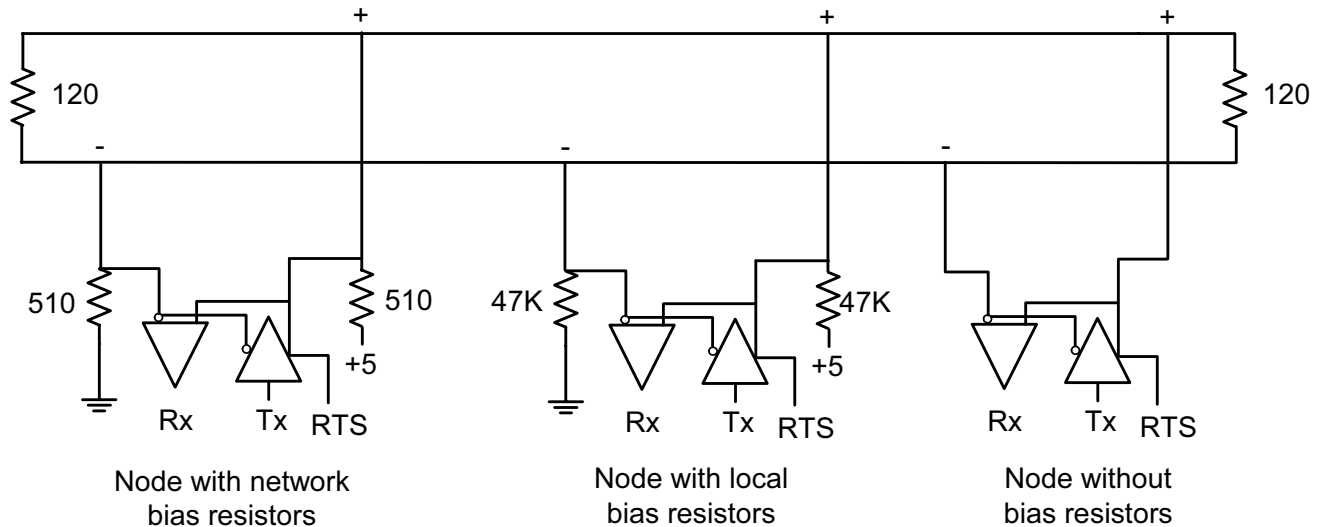 + + +
120 120
- - -
510 510 47K 47K
+5 +5
Rx Tx RTS Rx Tx RTS Rx Tx RTS
Node with network
bias resistors
Node with local
bias resistors
Node without
bias resistors